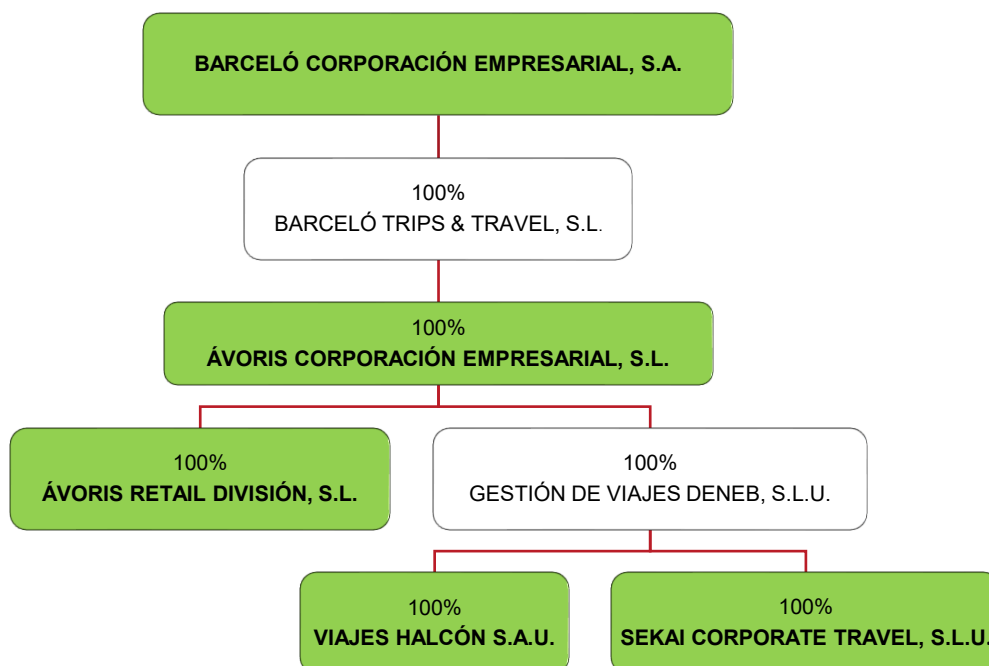 BARCELÓ CORPORACIÓN EMPRESARIAL, S.A.
100%
BARCELÓ TRIPS & TRAVEL, S.L.
100%
ÁVORIS CORPORACIÓN EMPRESARIAL, S.L.
100%
ÁVORIS RETAIL DIVISIÓN, S.L.
100%
GESTIÓN DE VIAJES DENEB, S.L.U.
100%
VIAJES HALCÓN S.A.U.
100%
SEKAI CORPORATE TRAVEL, S.L.U.